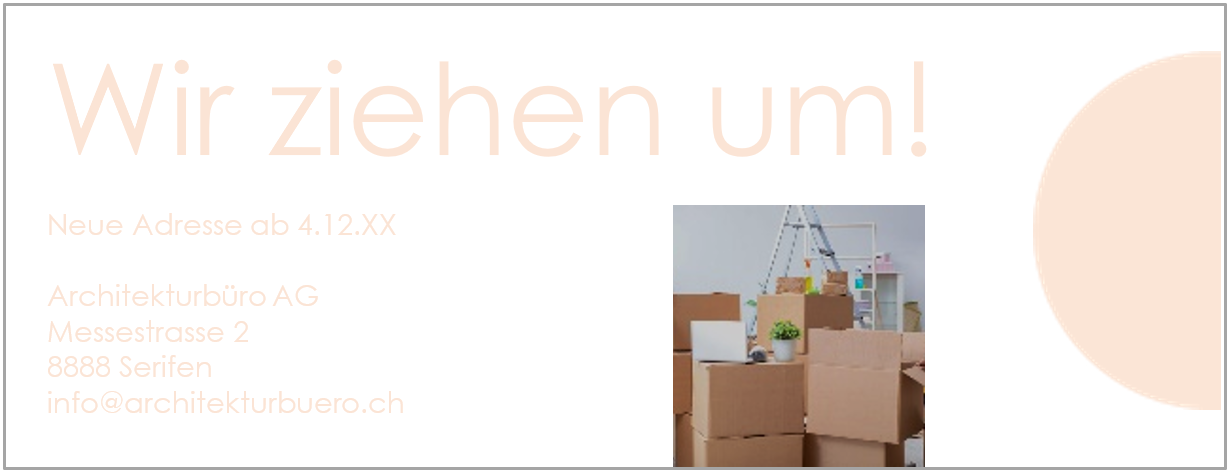 Wir ziehen um!
Neue Adresse ab 4.12.XX
Architekturbüro AG
Messestrasse 2
8888 Serifen
info@architekturbuero.ch